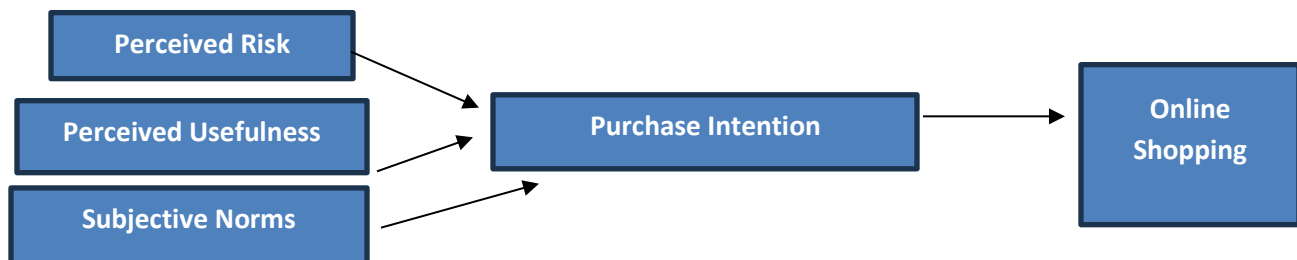 Perceived Risk
Perceived Usefulness
Subjective Norms
Purchase Intention
Online
Shopping